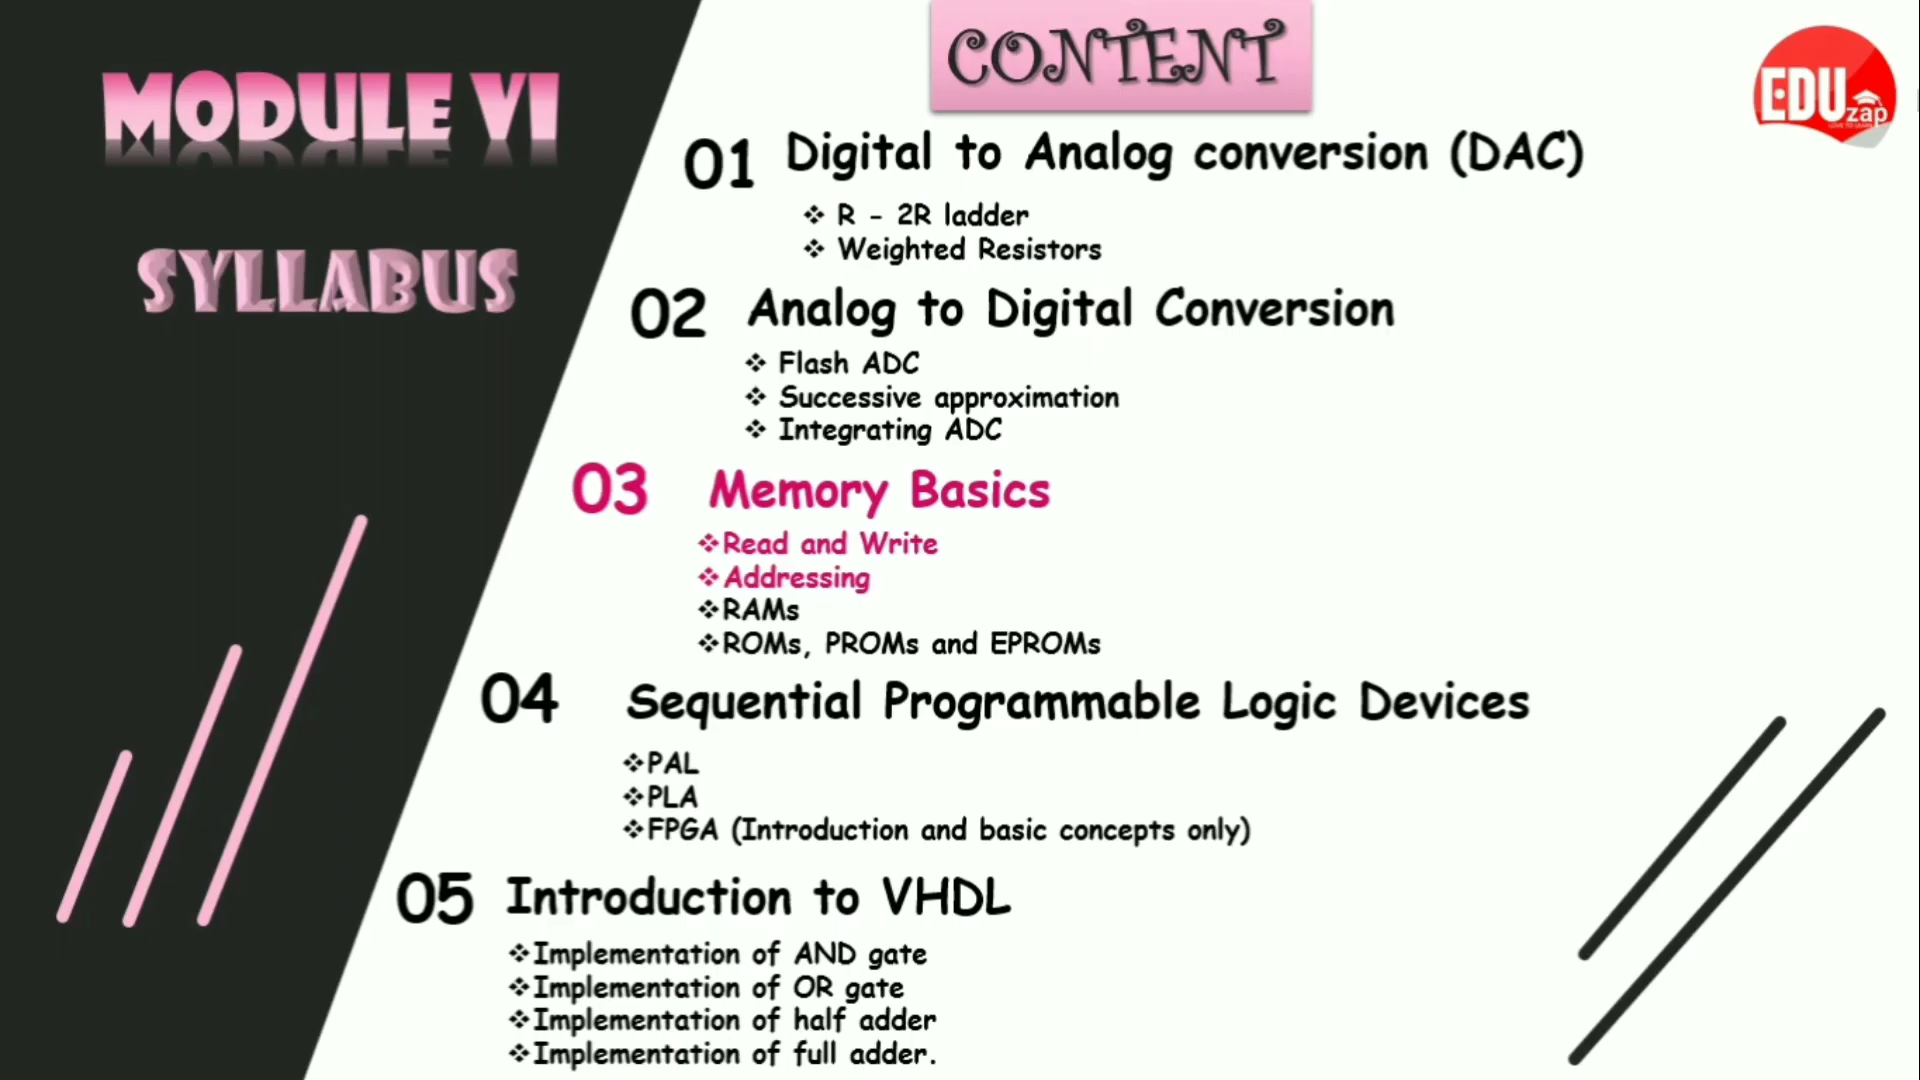 MODULE VI
SYLLABUS
CONTENT
EDU
zap
01 Digital to Analog conversion (DAC)
❖ R - 2R ladder
❖ Weighted Resistors
02 Analog to Digital Conversion
❖ Flash ADC
❖ Successive approximation
❖ Integrating ADC
03 Memory Basics
❖Read and Write
❖Addressing
❖RAMs
❖ROMs, PROMs and EPROMs
04 Sequential Programmable Logic Devices
❖PAL
❖PLA
❖FPGA (Introduction and basic concepts only)
05 Introduction to VHDL
❖Implementation of AND gate
❖Implementation of OR gate
❖Implementation of half adder
❖Implementation of full adder.